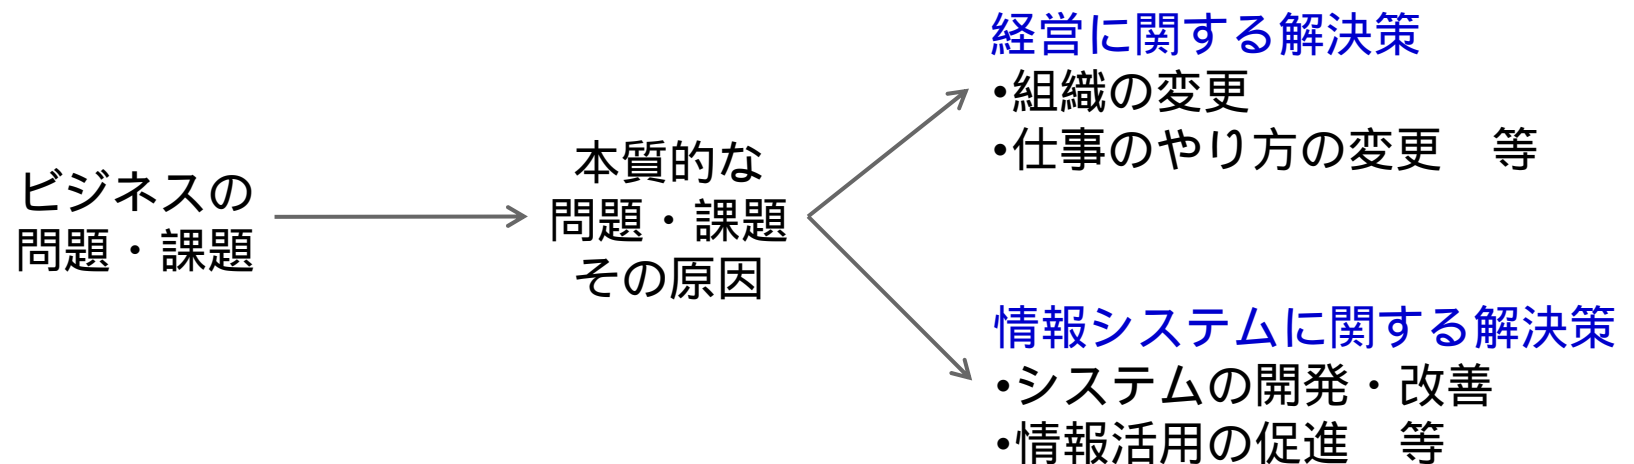 ビジネスの
問題・課題
本質的な
問題・課題
その原因
経営に関する解決策
•組織の変更
•仕事のやり方の変更　等
情報システムに関する解決策
•システムの開発・改善
•情報活用の促進　等